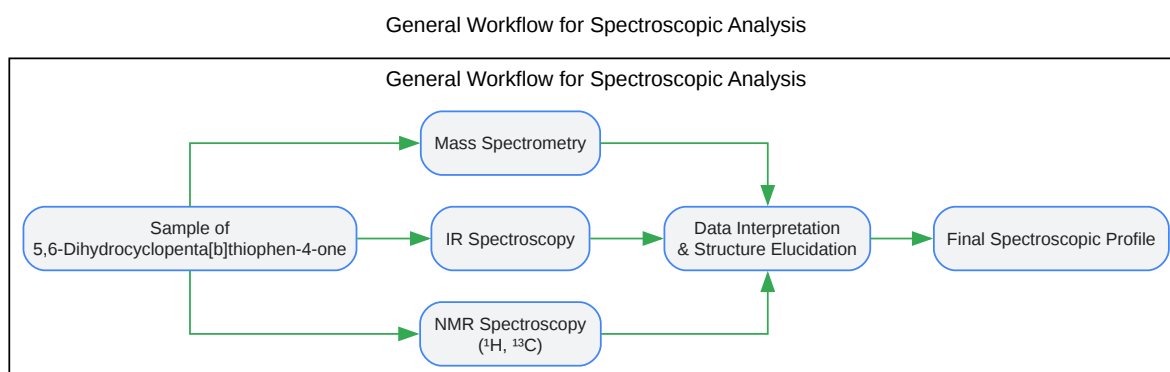 General Workflow for Spectroscopic Analysis
General Workflow for Spectroscopic Analysis
Mass Spectrometry
Sample of
5,6-Dihydrocyclopenta[b]thiophen-4-one
IR Spectroscopy
Data Interpretation
& Structure Elucidation
Final Spectroscopic Profile
NMR Spectroscopy
(¹H, ¹³C)